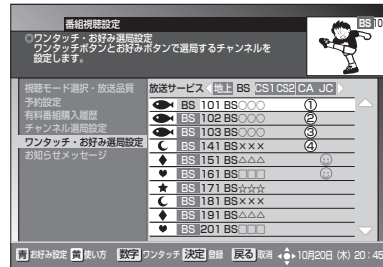 番組視聴設定
BS 10
◎ワンタッチ・お好み選局設定
ワンタッチボタンとお好みボタンで選局するチャンネルを
設定します。
視聴モード選択・放送品質
予約設定
有料番組購入履歴
チャンネル選局設定
ワンタッチ・お好み選局設定
お知らせメッセージ
放送サービス 地上 BS CS1 CS2 CA JC
BS 101 BS○○○ ①
BS 102 BS○○○ ②
BS 103 BS○○○ ③
BS 141 BS××× ④
BS 151 BS△△△
BS 161 BS□□□
BS 171 BS☆☆☆
BS 181 BS×××
BS 191 BS△△△
BS 201 BS□□□
青 お好み設定 黄 使い方 数字 ワンタッチ 決定 登録 戻る 取消 10月20日 (木) 20:45